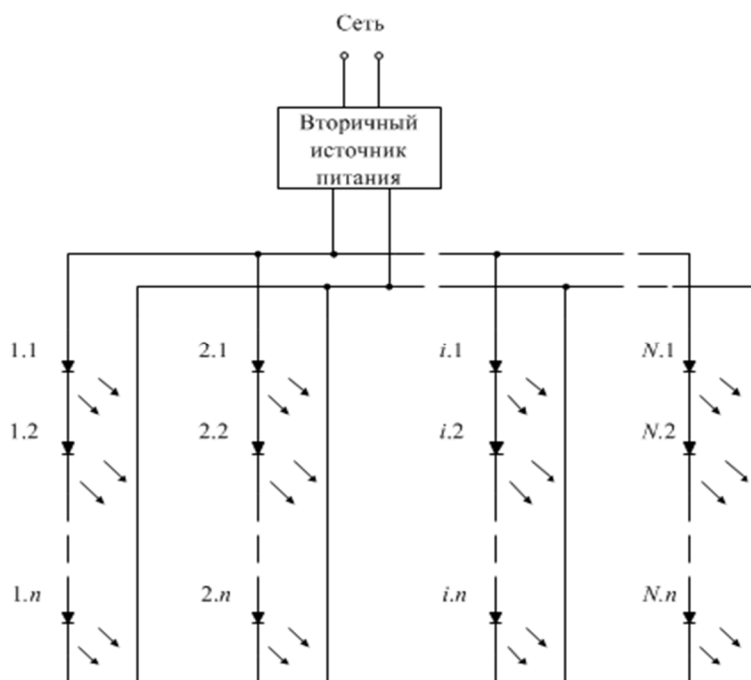 Сеть
Вторичный
источник
питания
1.1
2.1
i.1
N.1
1.2
2.2
i.2
N.2
1.n
2.n
i.n
N.n